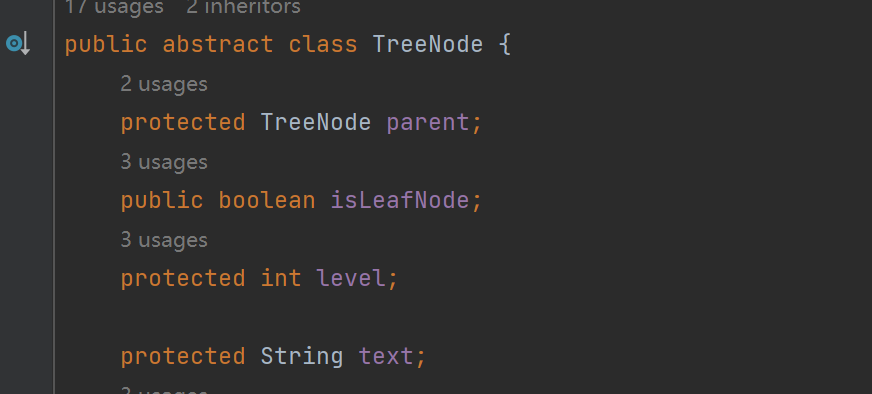 17 usages 2 inheritors
public abstract class TreeNode {
2 usages
protected TreeNode parent;
3 usages
public boolean isLeafNode;
3 usages
protected int level;
protected String text;
usages